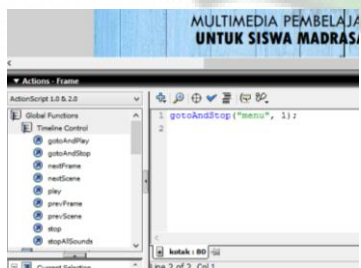 MULTIMEDIA PEMBELAJA
UNTUK SISWA MADRASA
Actions - Frame
ActionScript 1.0 & 2.0
Global Functions
Timeline Control
gotoAndPlay
gotoAndStop
nextFrame
nextScene
play
prevFrame
prevScene
stop
stopAllSounds
Current Selection
1 gotoAndStop("menu", 1);
2
kotak : 80
Line 2 of 2, Col 1